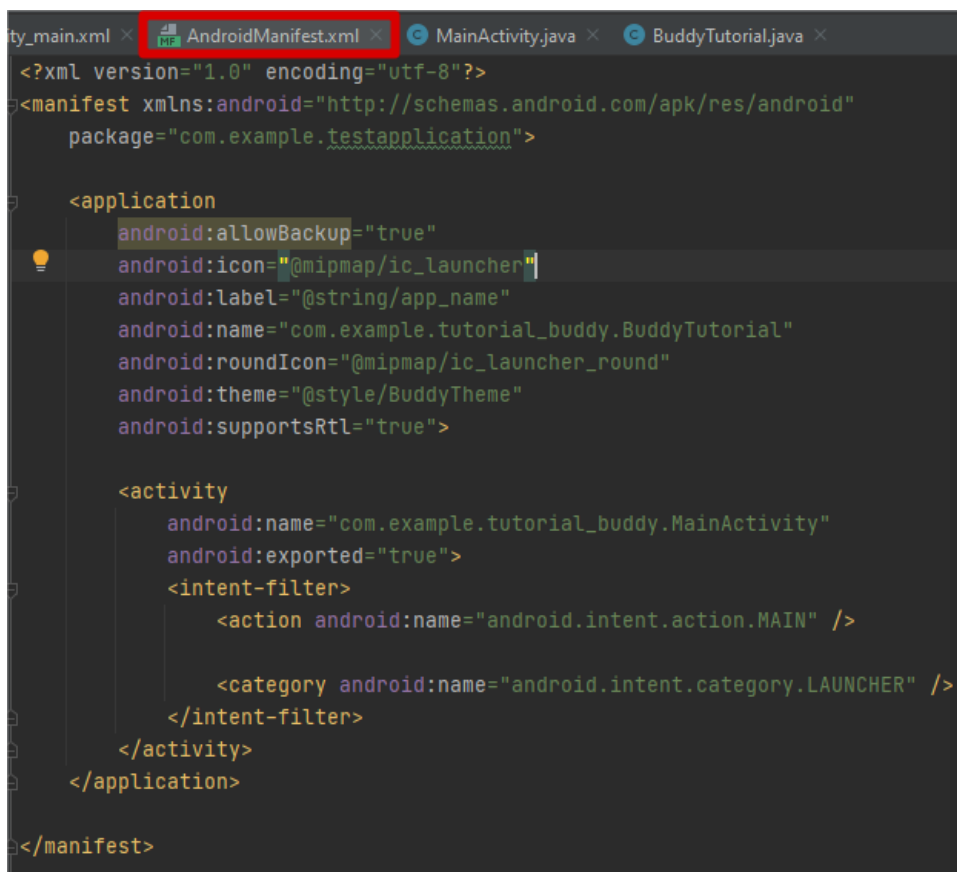 ity_main.xml AndroidManifest.xml MainActivity.java BuddyTutorial.java
<?xml version="1.0" encoding="utf-8"?>
<manifest xmlns:android="http://schemas.android.com/apk/res/android"
    package="com.example.testapplication">
    <application
        android:allowBackup="true"
        android:icon="@mipmap/ic_launcher"
        android:label="@string/app_name"
        android:name="com.example.tutorial_buddy.BuddyTutorial"
        android:roundIcon="@mipmap/ic_launcher_round"
        android:theme="@style/BuddyTheme"
        android:supportsRtl="true">
        <activity
            android:name="com.example.tutorial_buddy.MainActivity"
            android:exported="true">
            <intent-filter>
                <action android:name="android.intent.action.MAIN" />
                <category android:name="android.intent.category.LAUNCHER" />
            </intent-filter>
        </activity>
    </application>
</manifest>